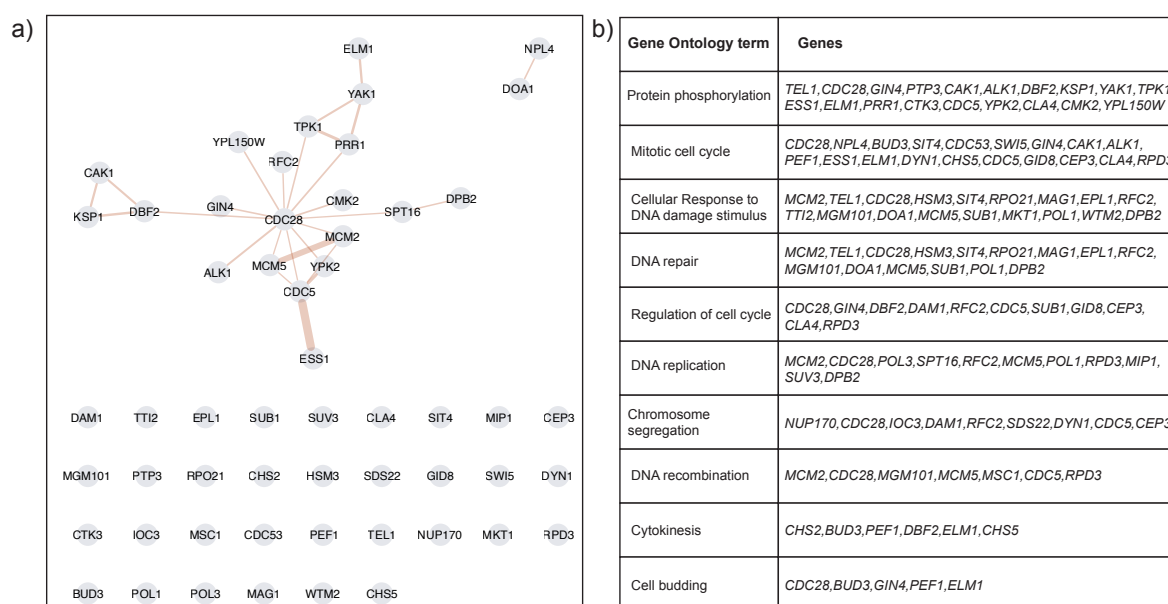 a)
ELM1
NPL4
YAK1
DOA1
TPK1
YPL150W
PRR1
RFC2
CAK1
DPB2
CMK2
GIN4
SPT16
KSP1
DBF2
CDC28
MCM2
MCM5
YPK2
ALK1
CDC5
ESS1
DAM1 TTI2 EPL1 SUB1 SUV3 CLA4 SIT4 MIP1 CEP3
MGM101 PTP3 RPO21 CHS2 HSM3 SDS22 GID8 SWI5 DYN1
CTK3 IOC3 MSC1 CDC53 PEF1 TEL1 NUP170 MKT1 RPD3
BUD3 POL1 POL3 MAG1 WTM2 CHS5
b)
Gene Ontology term Genes
Protein phosphorylation
TEL1,CDC28,GIN4,PTP3,CAK1,ALK1,DBF2,KSP1,YAK1,TPK1
ESS1,ELM1,PRR1,CTK3,CDC5,YPK2,CLA4,CMK2,YPL150W
Mitotic cell cycle
CDC28,NPL4,BUD3,SIT4,CDC53,SWI5,GIN4,CAK1,ALK1,
PEF1,ESS1,ELM1,DYN1,CHS5,CDC5,GID8,CEP3,CLA4,RPD3
Cellular Response to
DNA damage stimulus
MCM2,TEL1,CDC28,HSM3,SIT4,RPO21,MAG1,EPL1,RFC2,
TTI2,MGM101,DOA1,MCM5,SUB1,MKT1,POL1,WTM2,DPB2
DNA repair
MCM2,TEL1,CDC28,HSM3,SIT4,RPO21,MAG1,EPL1,RFC2,
MGM101,DOA1,MCM5,SUB1,POL1,DPB2
Regulation of cell cycle
CDC28,GIN4,DBF2,DAM1,RFC2,CDC5,SUB1,GID8,CEP3,
CLA4,RPD3
DNA replication
MCM2,CDC28,POL3,SPT16,RFC2,MCM5,POL1,RPD3,MIP1,
SUV3,DPB2
Chromosome
segregation
NUP170,CDC28,IOC3,DAM1,RFC2,SDS22,DYN1,CDC5,CEP3
DNA recombination
MCM2,CDC28,MGM101,MCM5,MSC1,CDC5,RPD3
Cytokinesis
CHS2,BUD3,PEF1,DBF2,ELM1,CHS5
Cell budding
CDC28,BUD3,GIN4,PEF1,ELM1